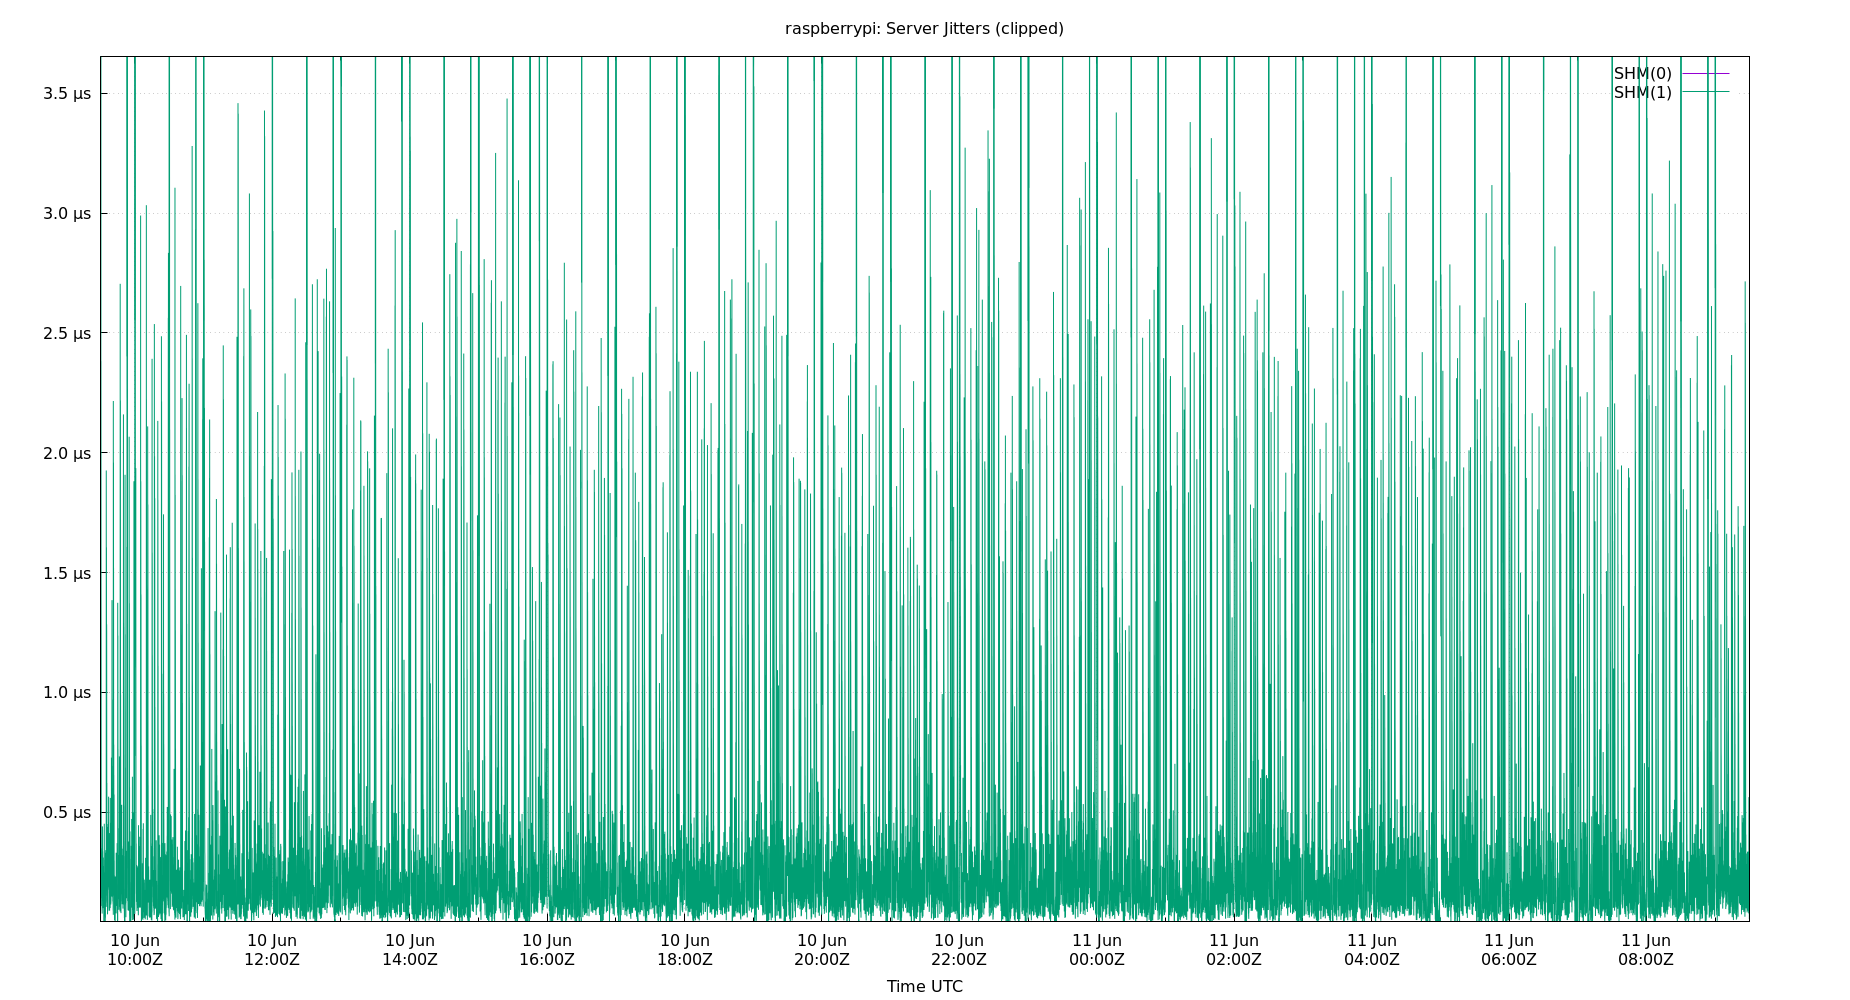 raspberrypi: Server Jitters (clipped)
SHM(0)
SHM(1)
3.5 µs
3.0 µs
2.5 µs
2.0 µs
1.5 µs
1.0 µs
0.5 µs
10 Jun 10 Jun 10 Jun 10 Jun 10 Jun 10 Jun 10 Jun 11 Jun 11 Jun 11 Jun 11 Jun 11 Jun
10:00Z 12:00Z 14:00Z 16:00Z 18:00Z 20:00Z 22:00Z 00:00Z 02:00Z 04:00Z 06:00Z 08:00Z
Time UTC